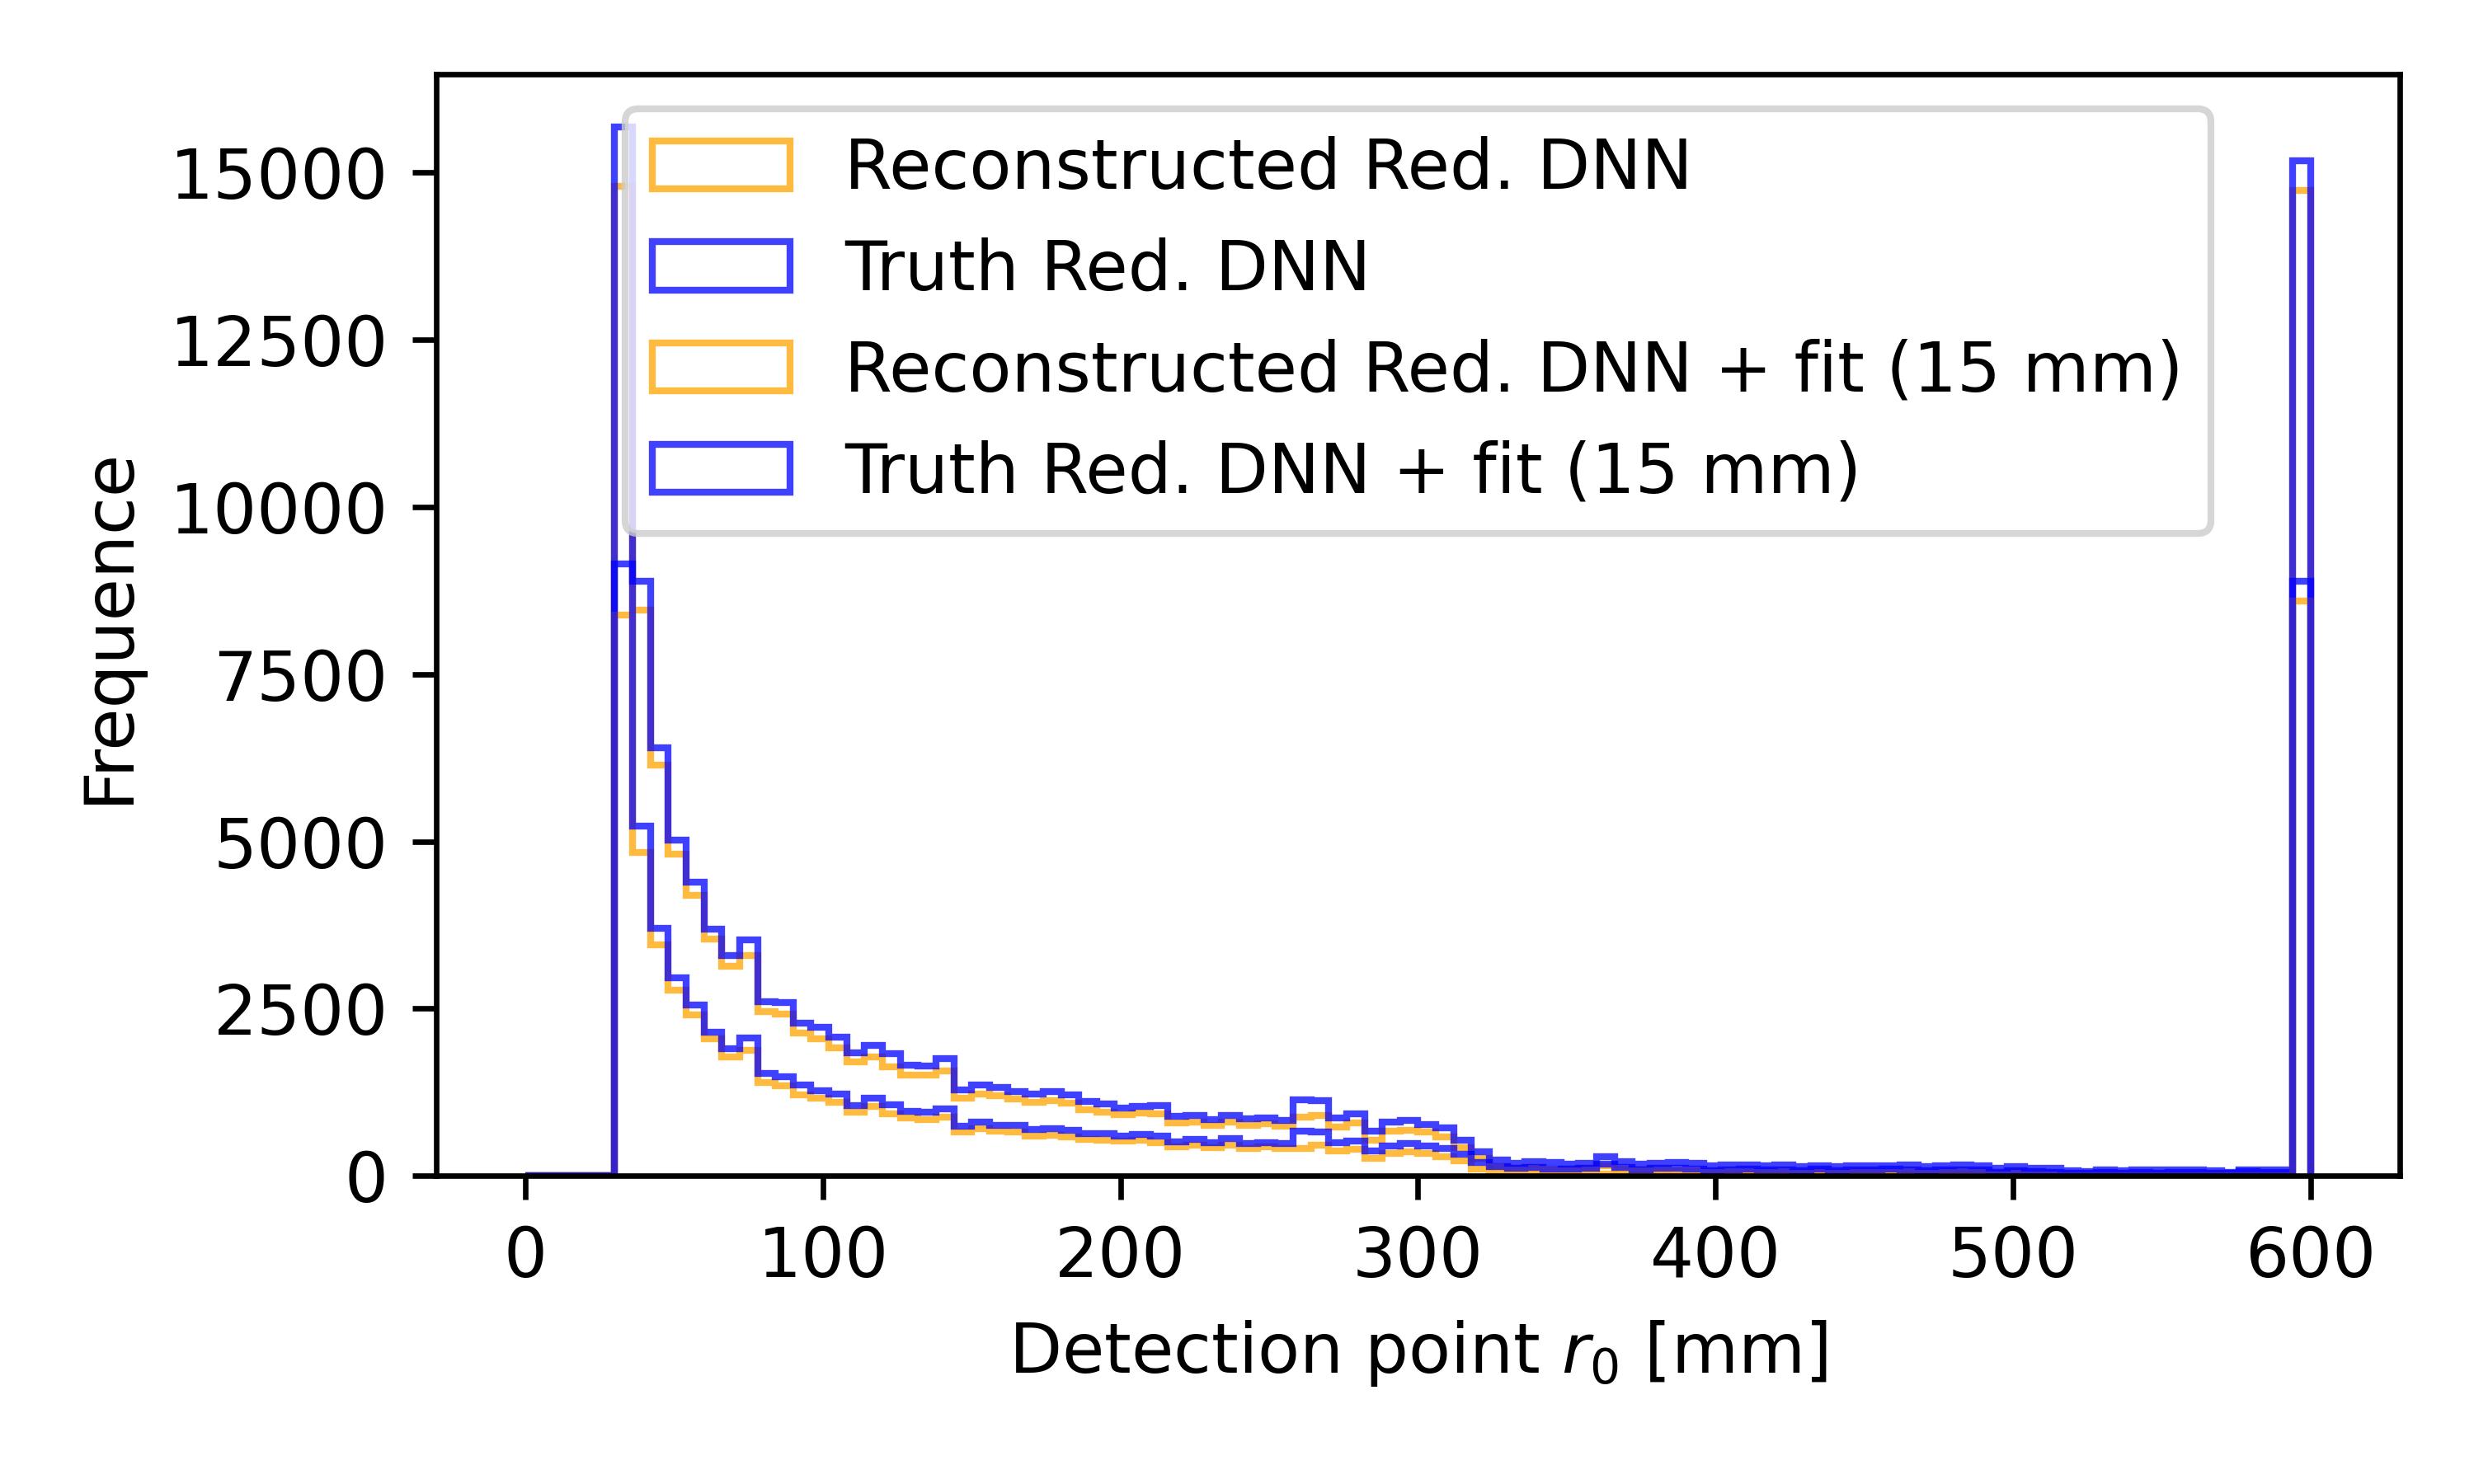 Reconstructed Red. DNN
Truth Red. DNN
Reconstructed Red. DNN + fit (15 mm)
Truth Red. DNN + fit (15 mm)
Frequence
15000
12500
10000
7500
5000
2500
0
0 100 200 300 400 500 600
Detection point r₀ [mm]